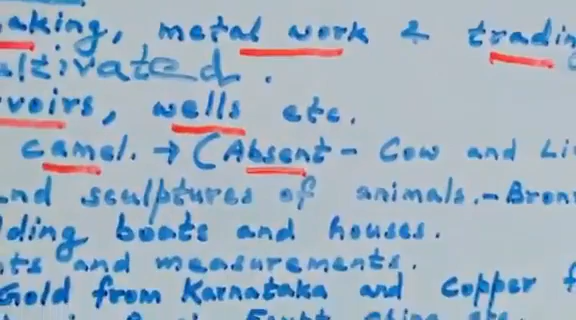 aking, metal work & tradin
ultivated.
voirs, wells etc.
camel. → (Absent - Cow and Li
nd sculptures of animals. - Bron
lding boats and houses.
ts and measurements.
Gold from Karnataka and copper f